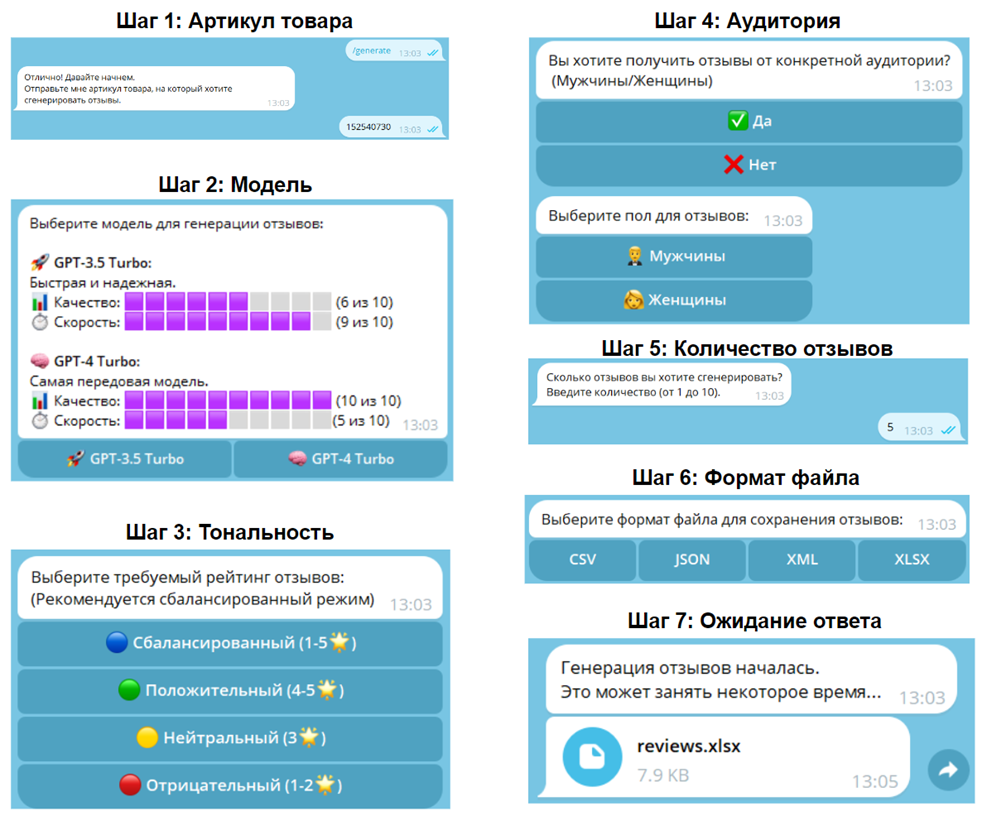 Шаг 1: Артикул товара
/generate 13:03
Отлично! Давайте начнем.
Отправьте мне артикул товара, на который хотите
сгенерировать отзывы.
13:03
152540730 13:03
Шаг 2: Модель
Выберите модель для генерации отзывов:
🚀 GPT-3.5 Turbo:
Быстрая и надежная.
📊 Качество: 🟪🟪🟪🟪🟪🟪⬜⬜⬜⬜ (6 из 10)
⏱ Скорость: 🟪🟪🟪🟪🟪🟪🟪🟪🟪⬜ (9 из 10)
🧠 GPT-4 Turbo:
Самая передовая модель.
📊 Качество: 🟪🟪🟪🟪🟪🟪🟪🟪🟪🟪 (10 из 10)
⏱ Скорость: 🟪🟪🟪🟪🟪⬜⬜⬜⬜⬜ (5 из 10) 13:03
🚀 GPT-3.5 Turbo 🧠 GPT-4 Turbo
Шаг 3: Тональность
Выберите требуемый рейтинг отзывов:
(Рекомендуется сбалансированный режим) 13:03
🔵 Сбалансированный (1-5🌟)
🟢 Положительный (4-5🌟)
🟡 Нейтральный (3🌟)
🔴 Отрицательный (1-2🌟)
Шаг 4: Аудитория
Вы хотите получить отзывы от конкретной аудитории?
(Мужчины/Женщины) 13:03
✅ Да
❌ Нет
Выберите пол для отзывов: 13:03
🤵‍♂️ Мужчины
👩 Женщины
Шаг 5: Количество отзывов
Сколько отзывов вы хотите сгенерировать?
Введите количество (от 1 до 10). 13:03
5 13:03
Шаг 6: Формат файла
Выберите формат файла для сохранения отзывов: 13:03
CSV JSON XML XLSX
Шаг 7: Ожидание ответа
Генерация отзывов началась.
Это может занять некоторое время... 13:03
reviews.xlsx
7.9 KB 13:05